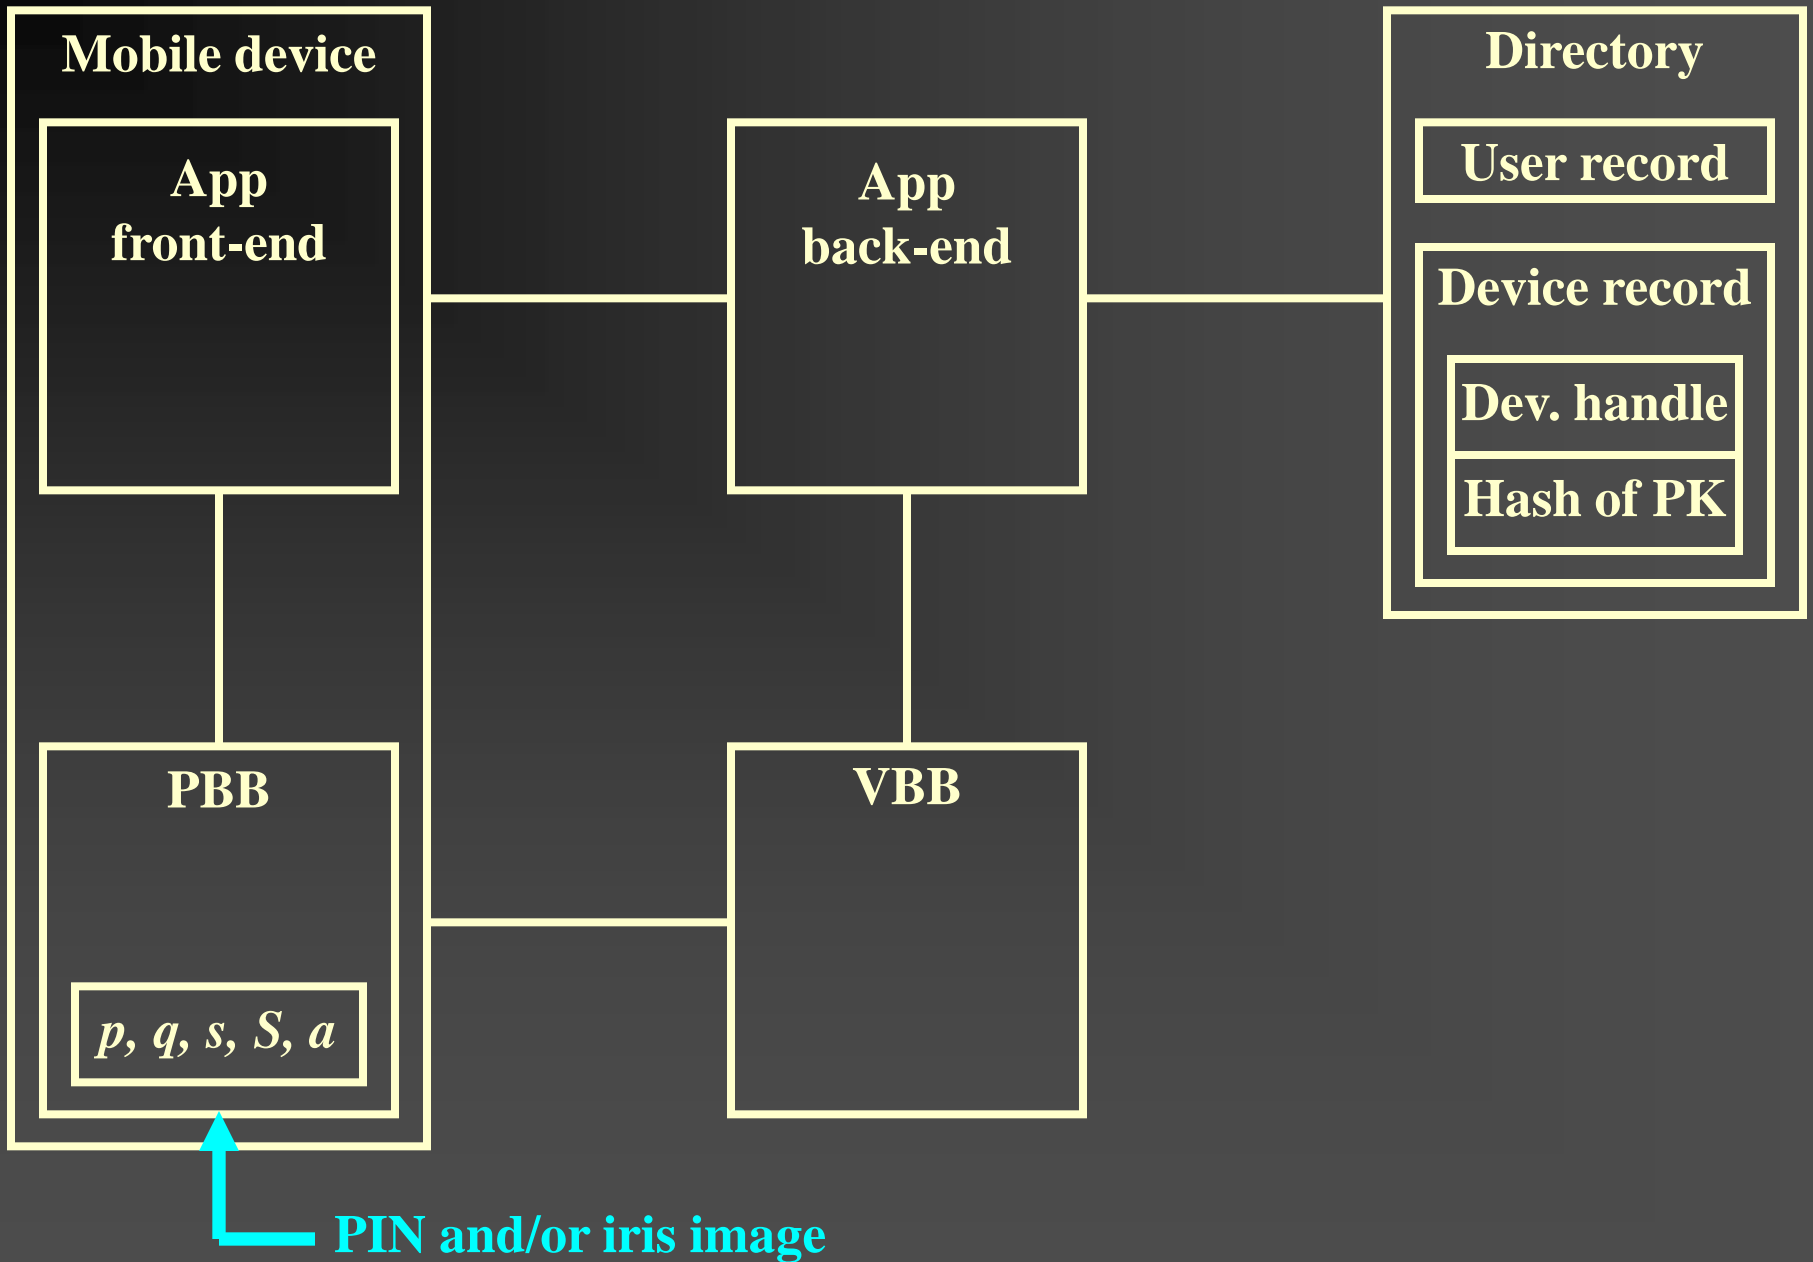 Mobile device
App
front-end
PBB
p, q, s, S, a
PIN and/or iris image
App
back-end
VBB
Directory
User record
Device record
Dev. handle
Hash of PK